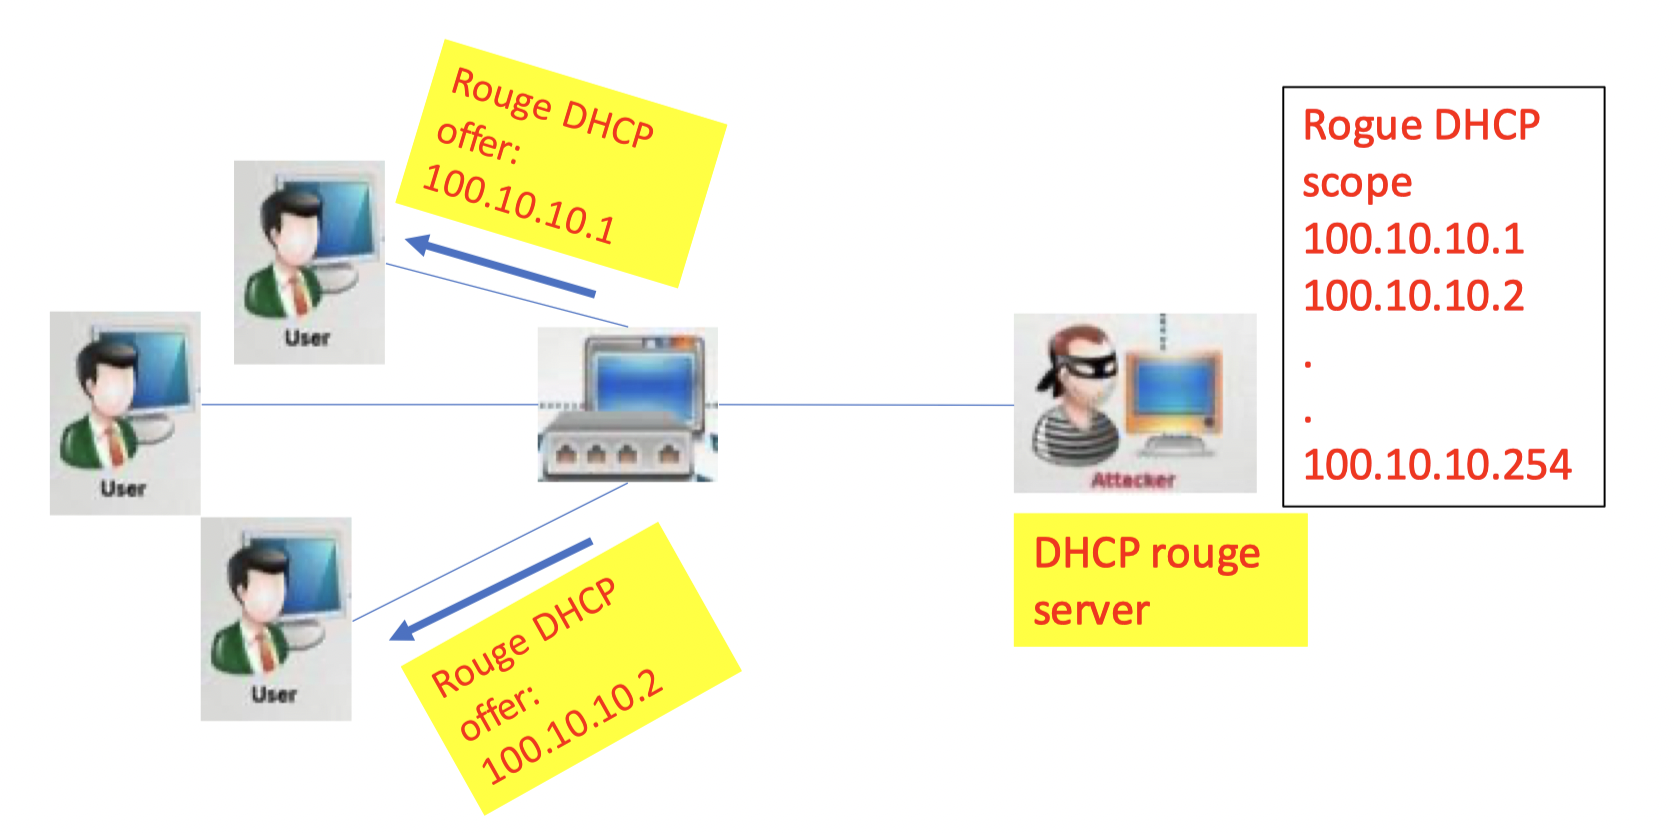 Rouge DHCP
offer:
100.10.10.1
User
User
User
Rouge DHCP
offer:
100.10.10.2
Attacker
DHCP rouge
server
Rogue DHCP
scope
100.10.10.1
100.10.10.2
.
.
100.10.10.254